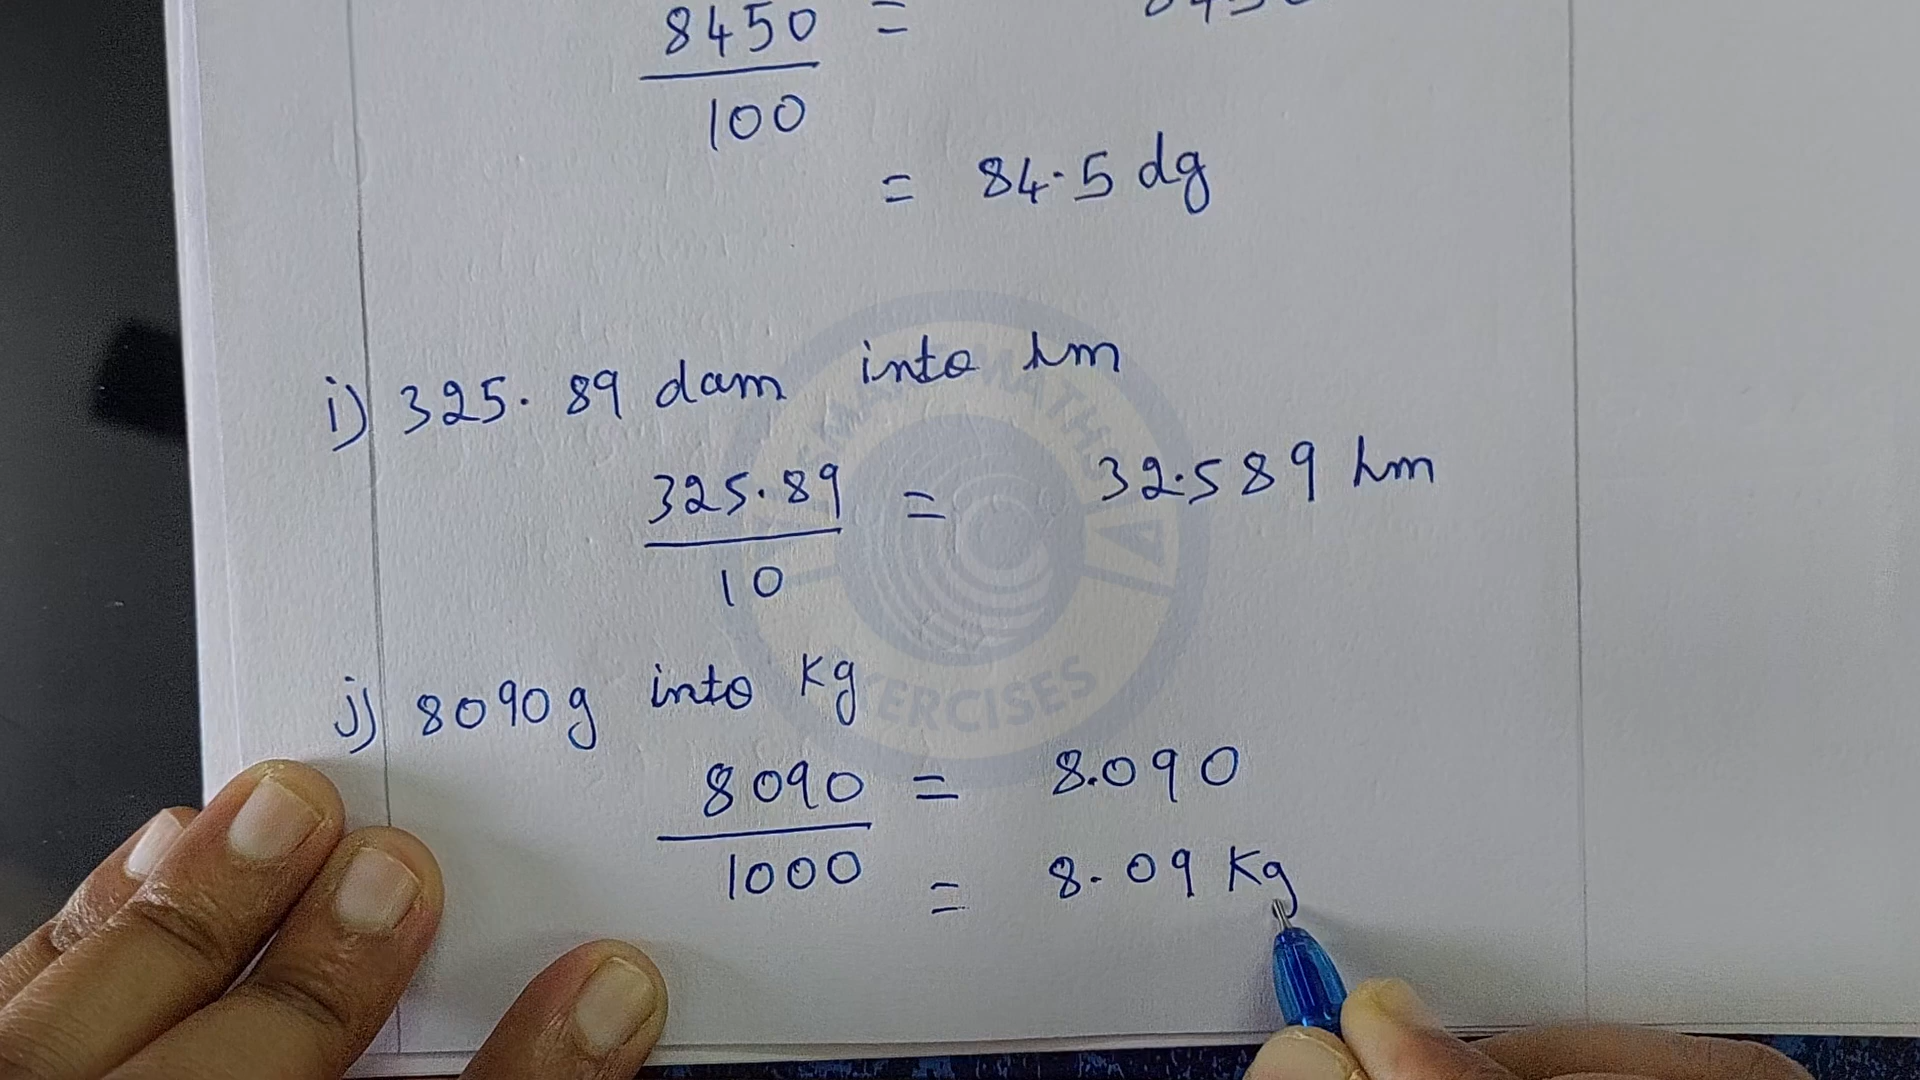 8450 =
100
= 84.5 dg
i) 325.89 dam into hm
325.89 = 32.589 hm
10
j) 8090g into Kg
8090 = 8.090
1000
= 8.09 Kg
EXERCISES